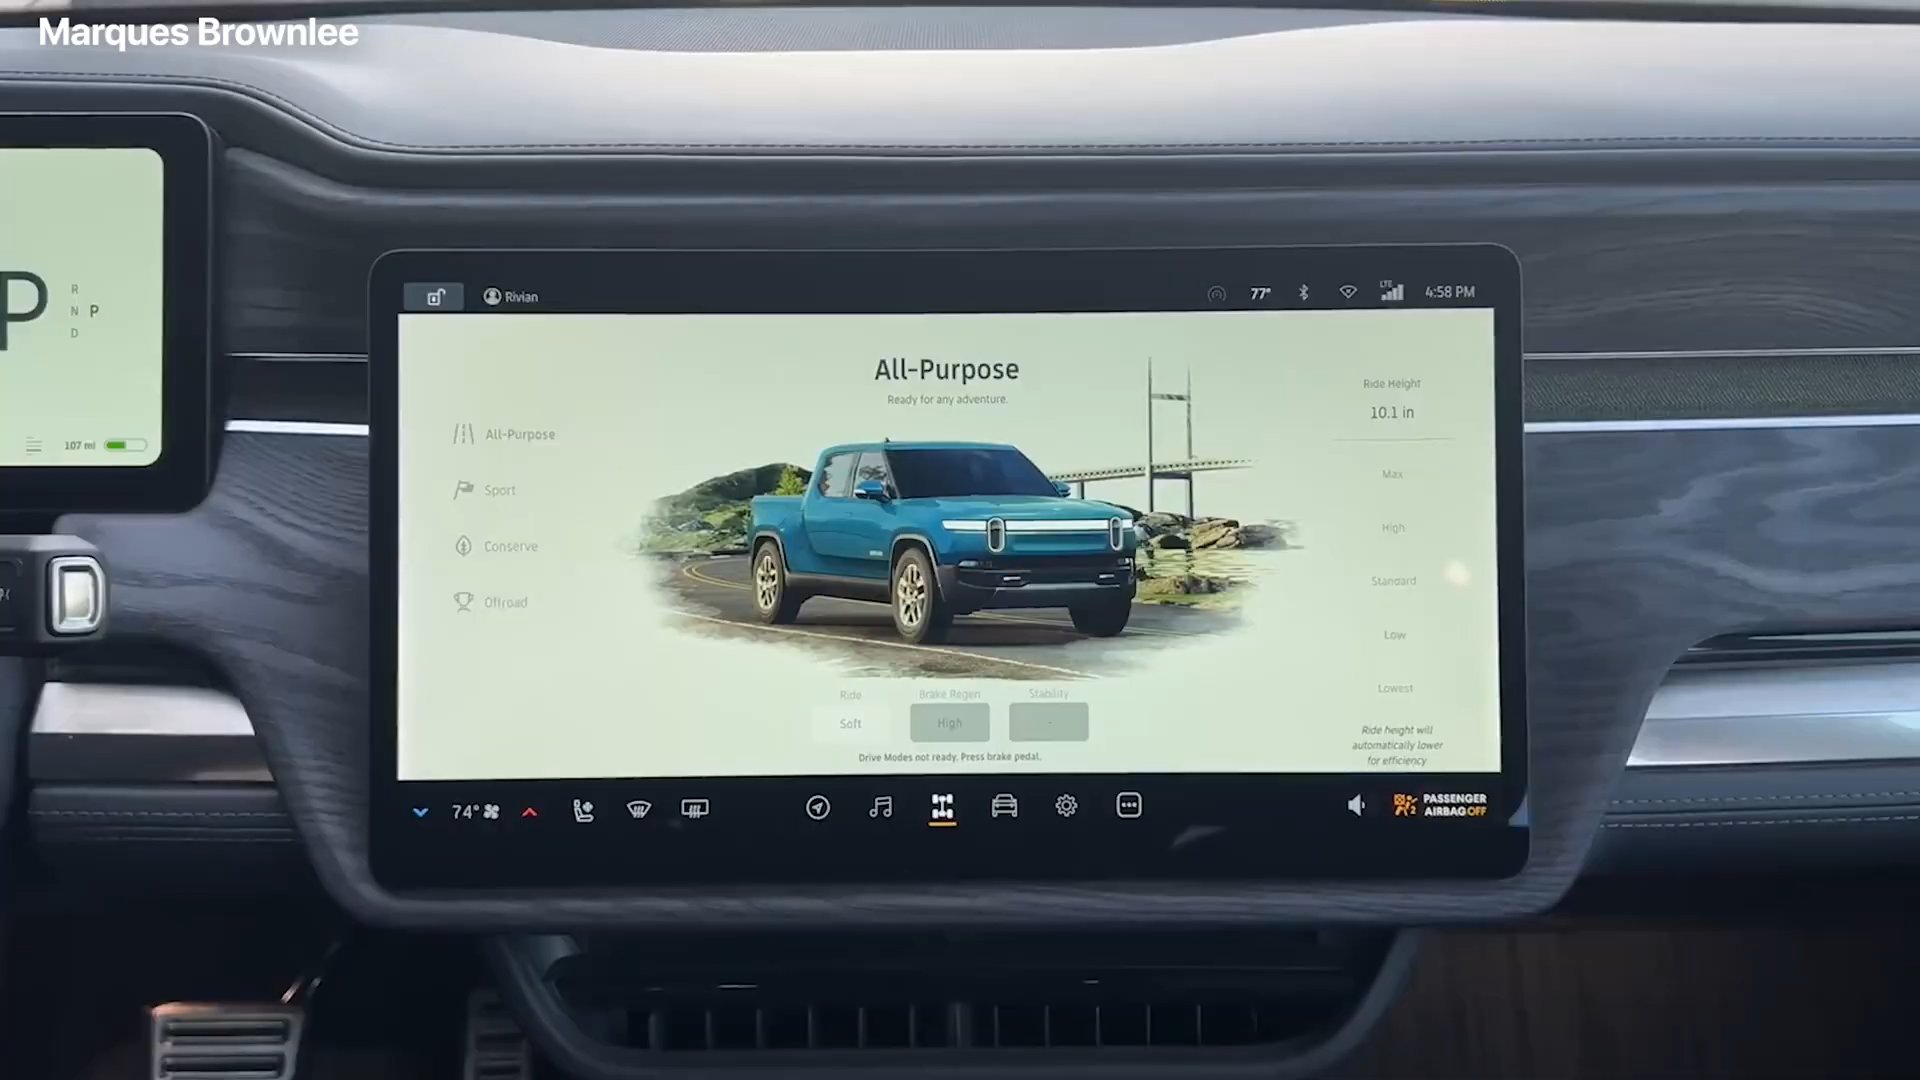 Marques Brownlee
P
R
N P
D
107 mi
Rivian
77°
LTE
4:58 PM
All-Purpose
Ready for any adventure.
All-Purpose
Sport
Conserve
Offroad
Ride Height
10.1 in
Max
High
Standard
Low
Lowest
Ride height will
automatically lower
for efficiency
Ride Brake Regen Stability
Soft High -
Drive Modes not ready. Press brake pedal.
74°
PASSENGER
AIRBAG OFF